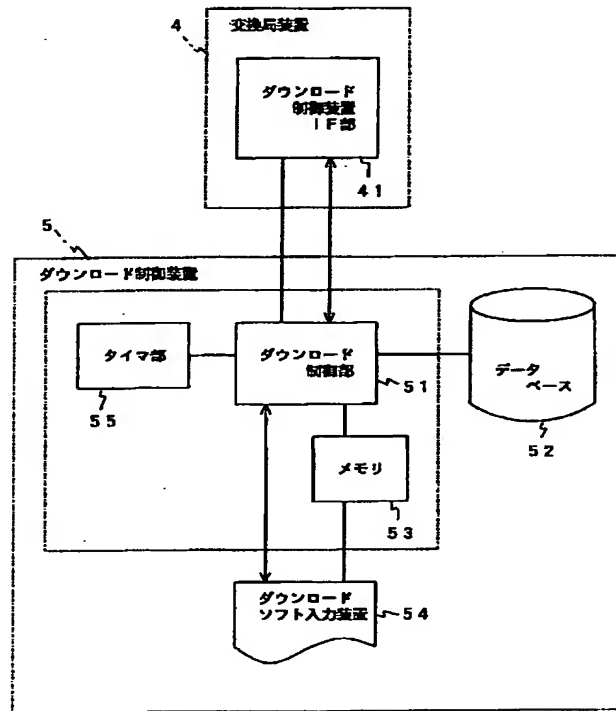 4
交換局装置
ダウンロード
制御装置
IF部
41
5
ダウンロード制御装置
タイマ部
55
ダウンロード
制御部
51
データ
ベース
52
メモリ
53
ダウンロード
ソフト入力装置
54